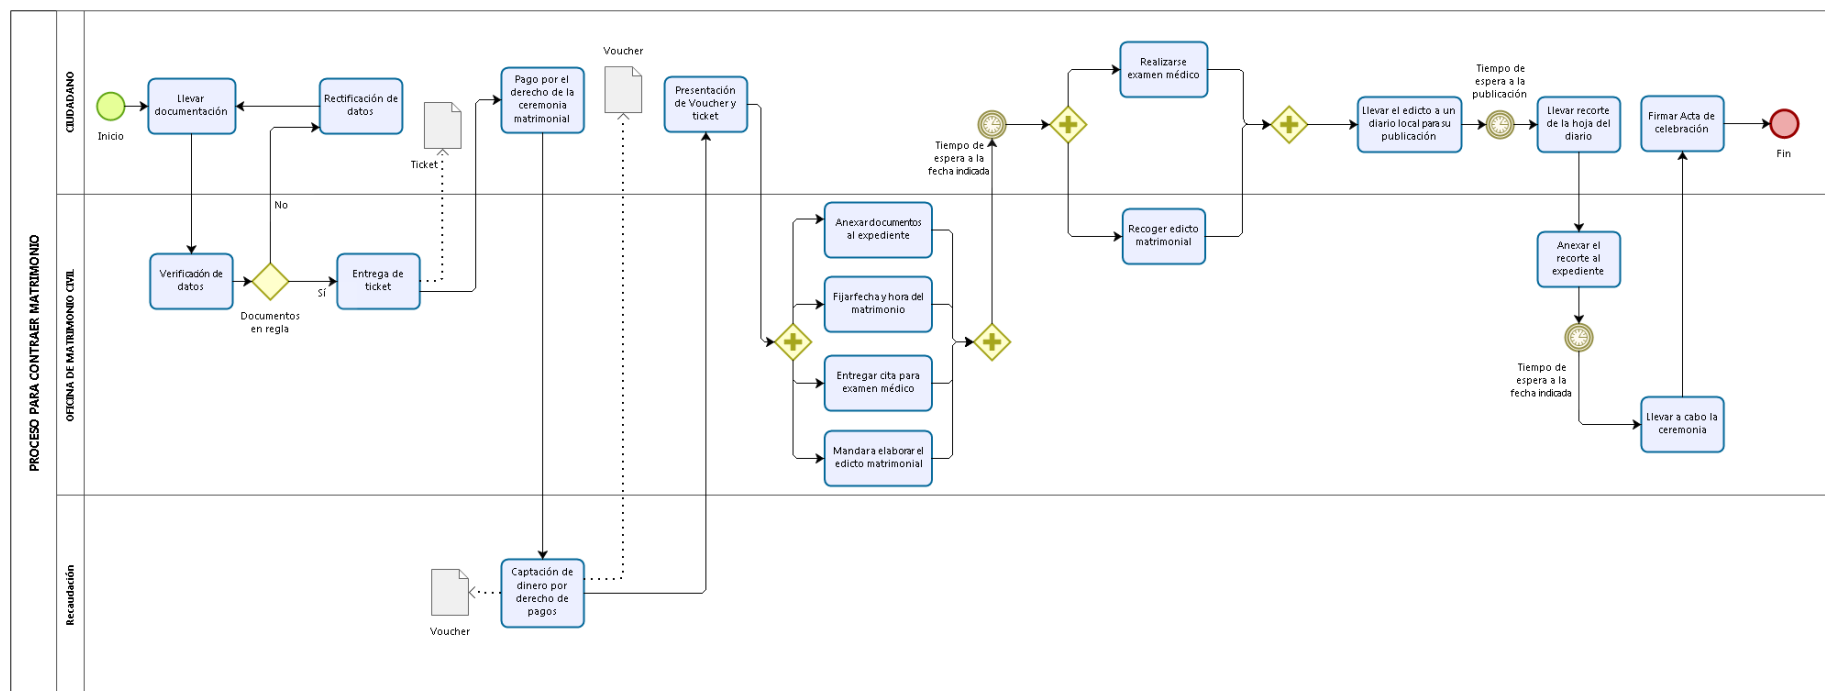 PROCESO PARA CONTRAER MATRIMONIO
CIUDADANO
Inicio
Llevar
documentación
Rectificación de
datos
Ticket
Pago por el
derecho de la
ceremonia
matrimonial
Voucher
Presentación
de Voucher y
ticket
Tiempo de
espera a la
fecha indicada
Realizarse
examen médico
Llevar el edicto a un
diario local para su
publicación
Tiempo de
espera a la
publicación
Llevar recorte
de la hoja del
diario
Firmar Acta de
celebración
Fin
OFICINA DE MATRIMONIO CIVIL
No
Verificación de
datos
Documentos
en regla
Sí
Entrega de
ticket
Anexar documentos
al expediente
Fijar fecha y hora del
matrimonio
Entregar cita para
examen médico
Mandar a elaborar el
edicto matrimonial
Recoger edicto
matrimonial
Anexar el
recorte al
expediente
Tiempo de
espera a la
fecha indicada
Llevar a cabo la
ceremonia
Recaudación
Voucher
Captación de
dinero por
derecho de
pagos